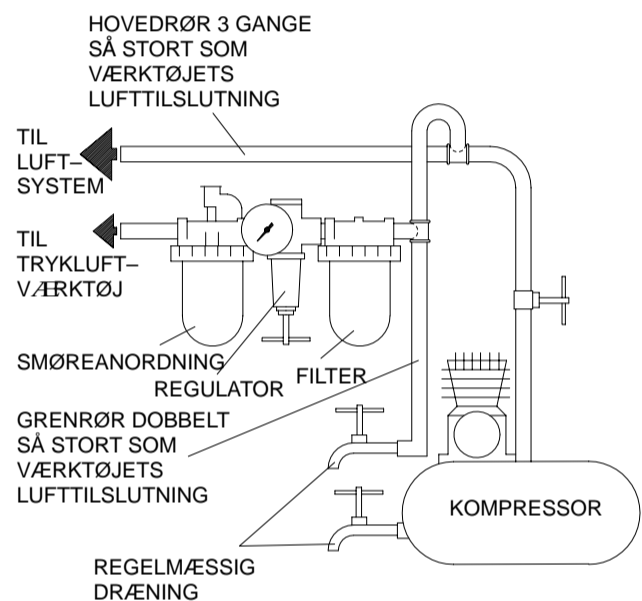 HOVEDRØR 3 GANGE
SÅ STORT SOM
VÆRKTØJETS
LUFTTILSLUTNING
TIL
LUFT–
SYSTEM
TIL
TRYKLUFT–
VÆRKTØJ
SMØREANORDNING
REGULATOR
FILTER
GRENRØR DOBBELT
SÅ STORT SOM
VÆRKTØJETS
LUFTTILSLUTNING
KOMPRESSOR
REGELMÆSSIG
DRÆNING